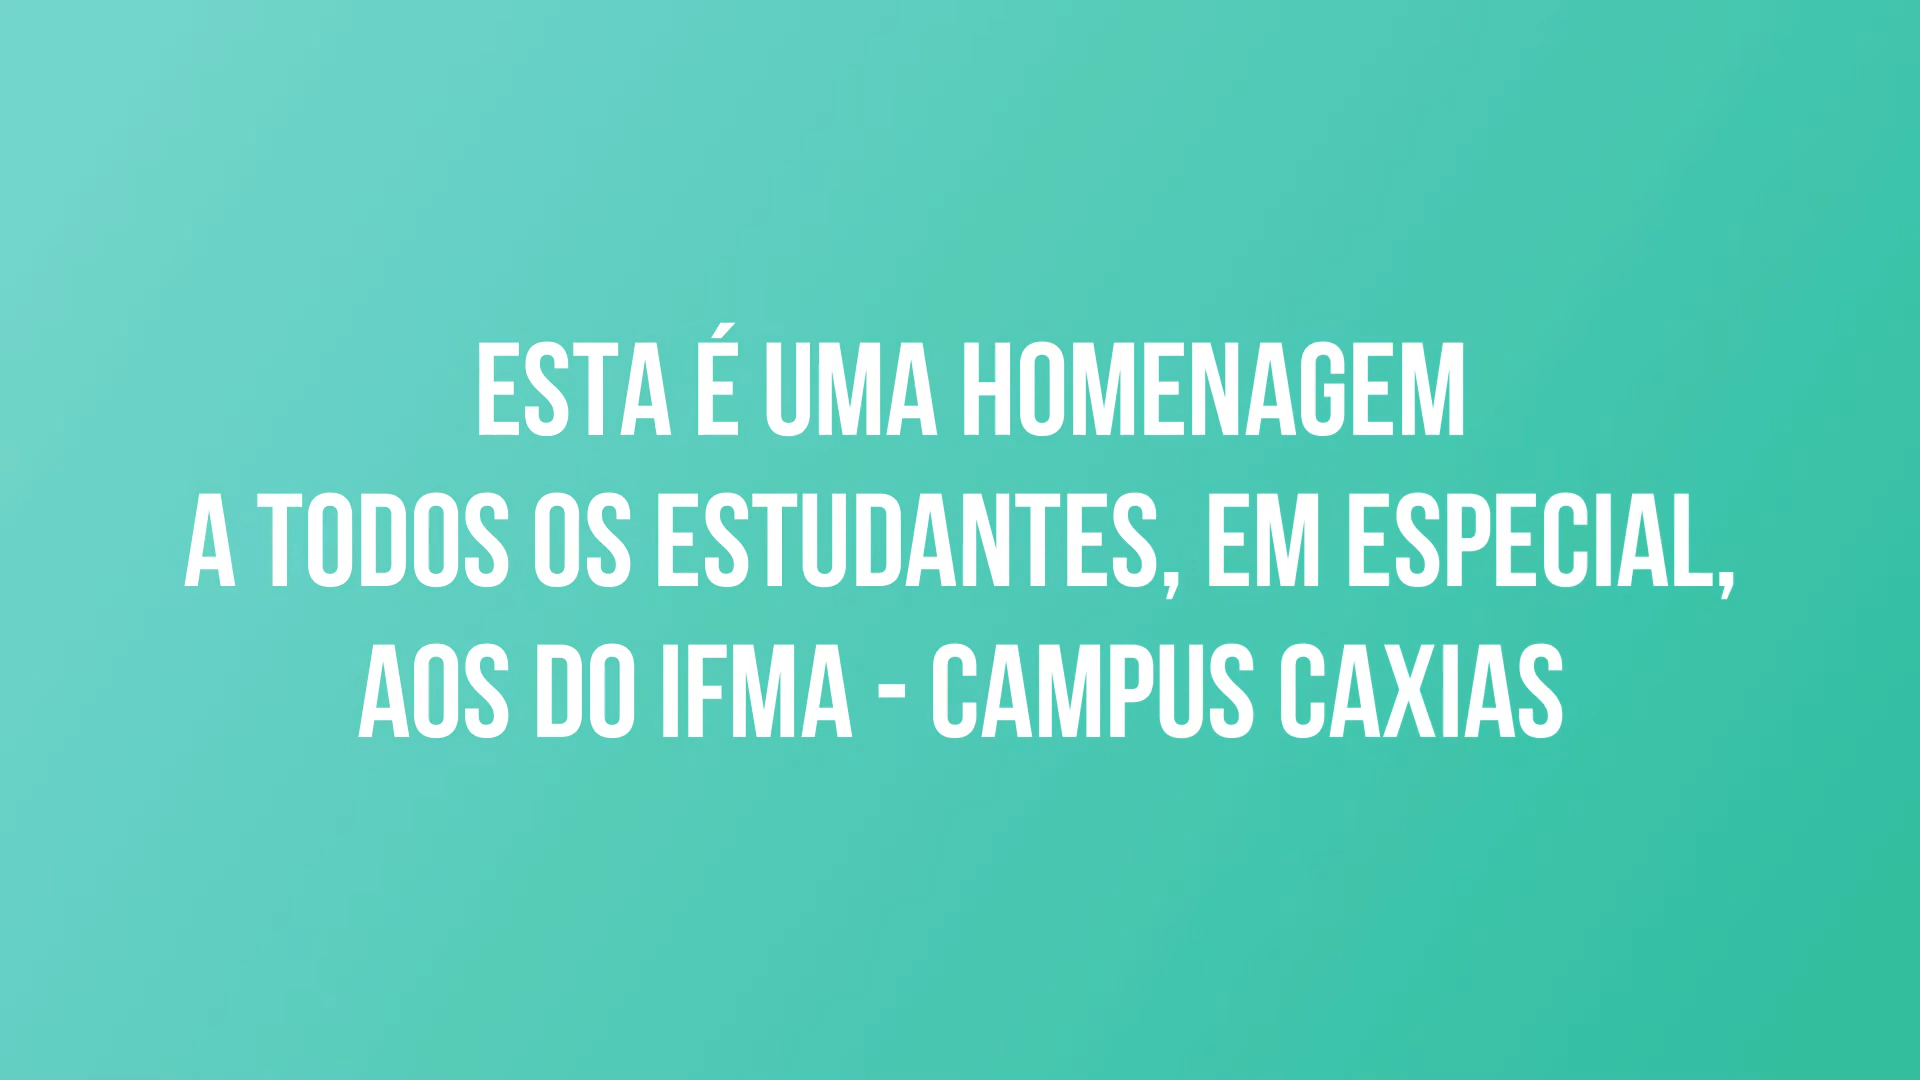 ESTA É UMA HOMENAGEM
A TODOS OS ESTUDANTES, EM ESPECIAL,
AOS DO IFMA - CAMPUS CAXIAS